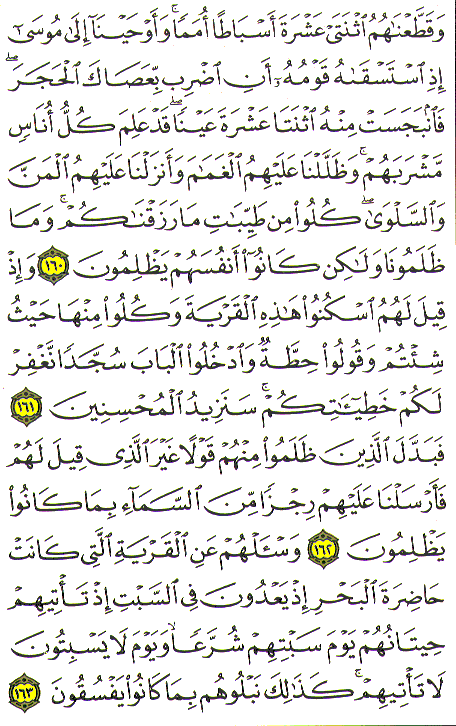 وَقَطَّعْنَٰهُمُ ٱثْنَتَىْ عَشْرَةَ أَسْبَاطًا أُمَمًا ۚ وَأَوْحَيْنَآ إِلَىٰ مُوسَىٰٓ
إِذِ ٱسْتَسْقَىٰهُ قَوْمُهُۥٓ أَنِ ٱضْرِب بِّعَصَاكَ ٱلْحَجَرَ ۖ
فَٱنۢبَجَسَتْ مِنْهُ ٱثْنَتَا عَشْرَةَ عَيْنًا ۖ قَدْ عَلِمَ كُلُّ أُنَاسٍ
مَّشْرَبَهُمْ ۚ وَظَلَّلْنَا عَلَيْهِمُ ٱلْغَمَٰمَ وَأَنزَلْنَا عَلَيْهِمُ ٱلْمَنَّ
وَٱلسَّلْوَىٰ ۖ كُلُوا۟ مِن طَيِّبَٰتِ مَا رَزَقْنَٰكُمْ ۚ وَمَا
ظَلَمُونَا وَلَٰكِن كَانُوٓا۟ أَنفُسَهُمْ يَظْلِمُونَ ١٦٠ وَإِذْ
قِيلَ لَهُمُ ٱسْكُنُوا۟ هَٰذِهِ ٱلْقَرْيَةَ وَكُلُوا۟ مِنْهَا حَيْثُ
شِئْتُمْ وَقُولُوا۟ حِطَّةٌ وَٱدْخُلُوا۟ ٱلْبَابَ سُجَّدًا نَّغْفِرْ
لَكُمْ خَطِيٓـَٰٔتِكُمْ ۚ سَنَزِيدُ ٱلْمُحْسِنِينَ ١٦١
فَبَدَّلَ ٱلَّذِينَ ظَلَمُوا۟ مِنْهُمْ قَوْلًا غَيْرَ ٱلَّذِى قِيلَ لَهُمْ
فَأَرْسَلْنَا عَلَيْهِمْ رِجْزًا مِّنَ ٱلسَّمَآءِ بِمَا كَانُوا۟
يَظْلِمُونَ ١٦٢ وَسْـَٔلْهُمْ عَنِ ٱلْقَرْيَةِ ٱلَّتِى كَانَتْ
حَاضِرَةَ ٱلْبَحْرِ إِذْ يَعْدُونَ فِى ٱلسَّبْتِ إِذْ تَأْتِيهِمْ
حِيتَانُهُمْ يَوْمَ سَبْتِهِمْ شُرَّعًا وَيَوْمَ لَا يَسْبِتُونَ ۙ
لَا تَأْتِيهِمْ ۚ كَذَٰلِكَ نَبْلُوهُم بِمَا كَانُوا۟ يَفْسُقُونَ ١٦٣